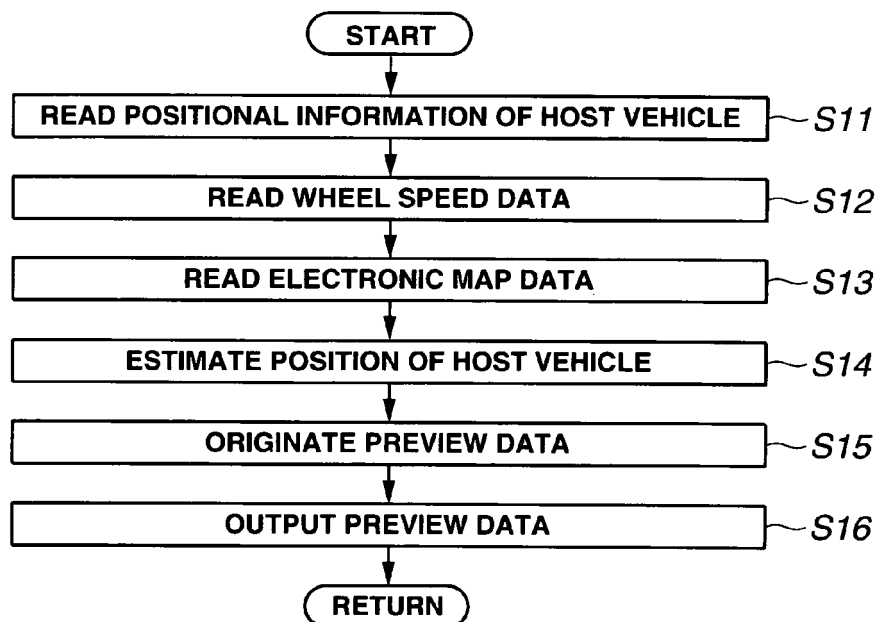 START
READ POSITIONAL INFORMATION OF HOST VEHICLE S11
READ WHEEL SPEED DATA S12
READ ELECTRONIC MAP DATA S13
ESTIMATE POSITION OF HOST VEHICLE S14
ORIGINATE PREVIEW DATA S15
OUTPUT PREVIEW DATA S16
RETURN